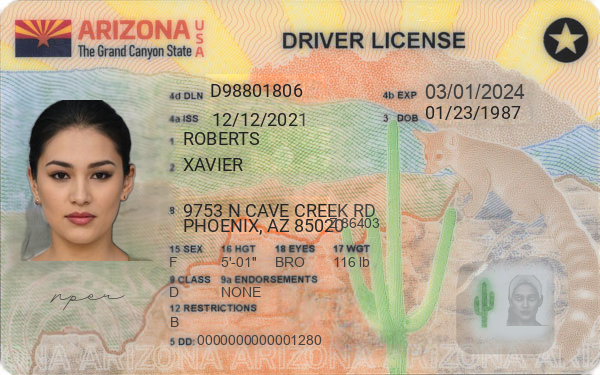 ARIZONA USA
The Grand Canyon State
DRIVER LICENSE
4d DLN D98801806
4b EXP 03/01/2024
4a ISS 12/12/2021
3 DOB 01/23/1987
1 ROBERTS
2 XAVIER
8 9753 N CAVE CREEK RD
PHOENIX, AZ 85020 86403
15 SEX 16 HGT 18 EYES 17 WGT
F 5'-01" BRO 116 lb
9 CLASS 9a ENDORSEMENTS
D NONE
12 RESTRICTIONS
B
5 DD: 0000000000001280
ARIZONA ARIZONA ARIZONA ARIZONA ARIZ